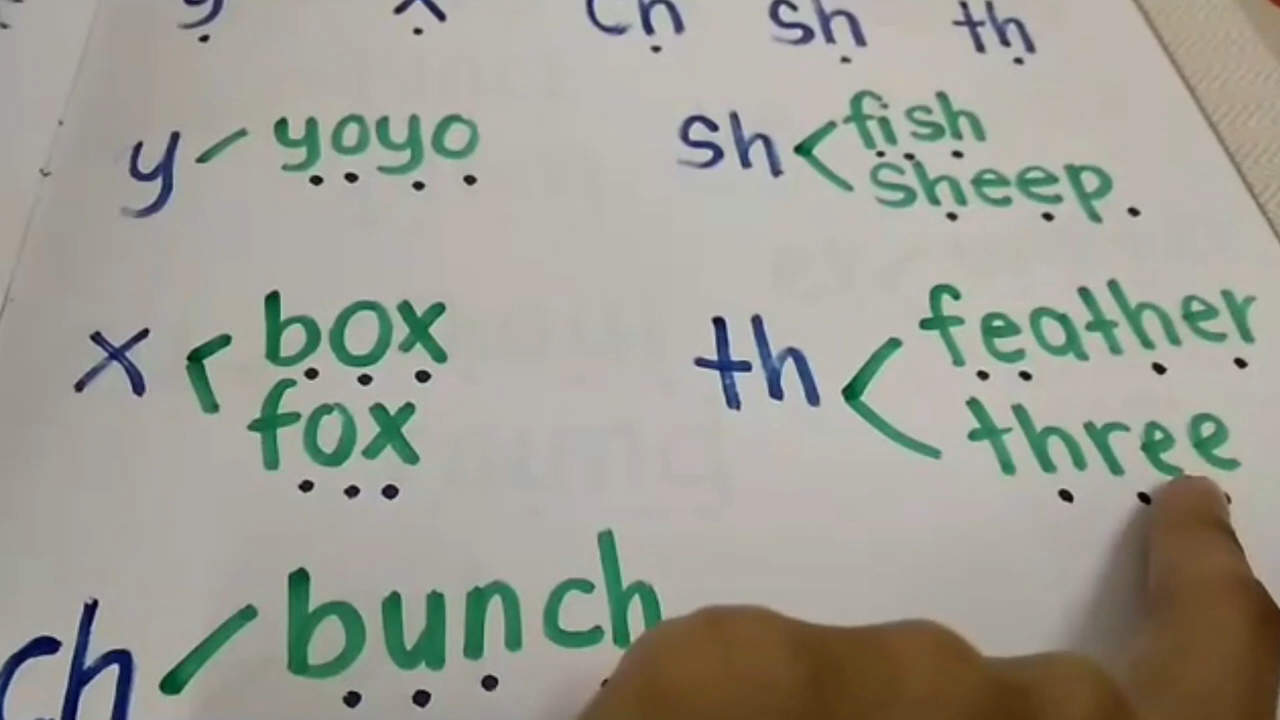 y x ch sh th
y yoyo
sh fish
sheep
x box
fox
th feather
three
ch bunch